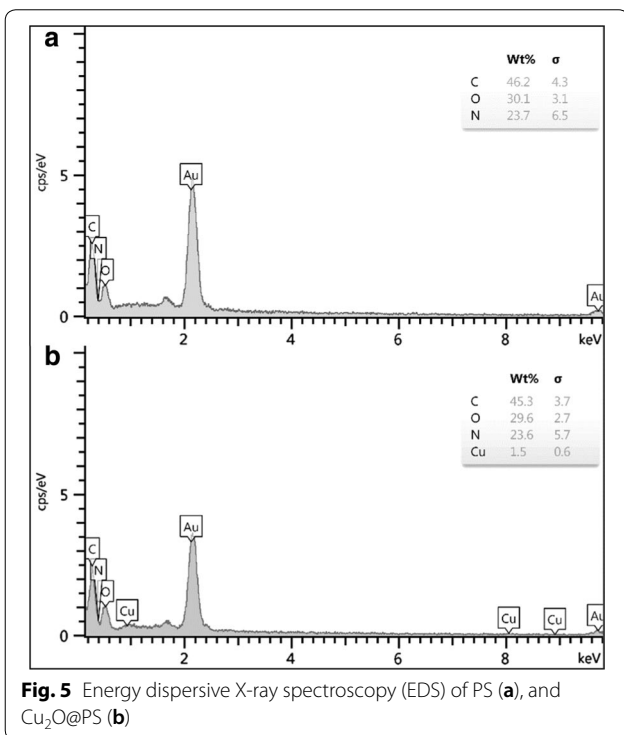 a
Wt% σ
C 46.2 4.3
O 30.1 3.1
N 23.7 6.5
cps/eV
5
0
C
N
O
Au
Au
2 4 6 8 keV
b
Wt% σ
C 45.3 3.7
O 29.6 2.7
N 23.6 5.7
Cu 1.5 0.6
cps/eV
5
0
C
N
O
Cu
Au
Cu
Cu
Au
2 4 6 8 keV
Fig. 5 Energy dispersive X-ray spectroscopy (EDS) of PS (a), and
Cu₂O@PS (b)